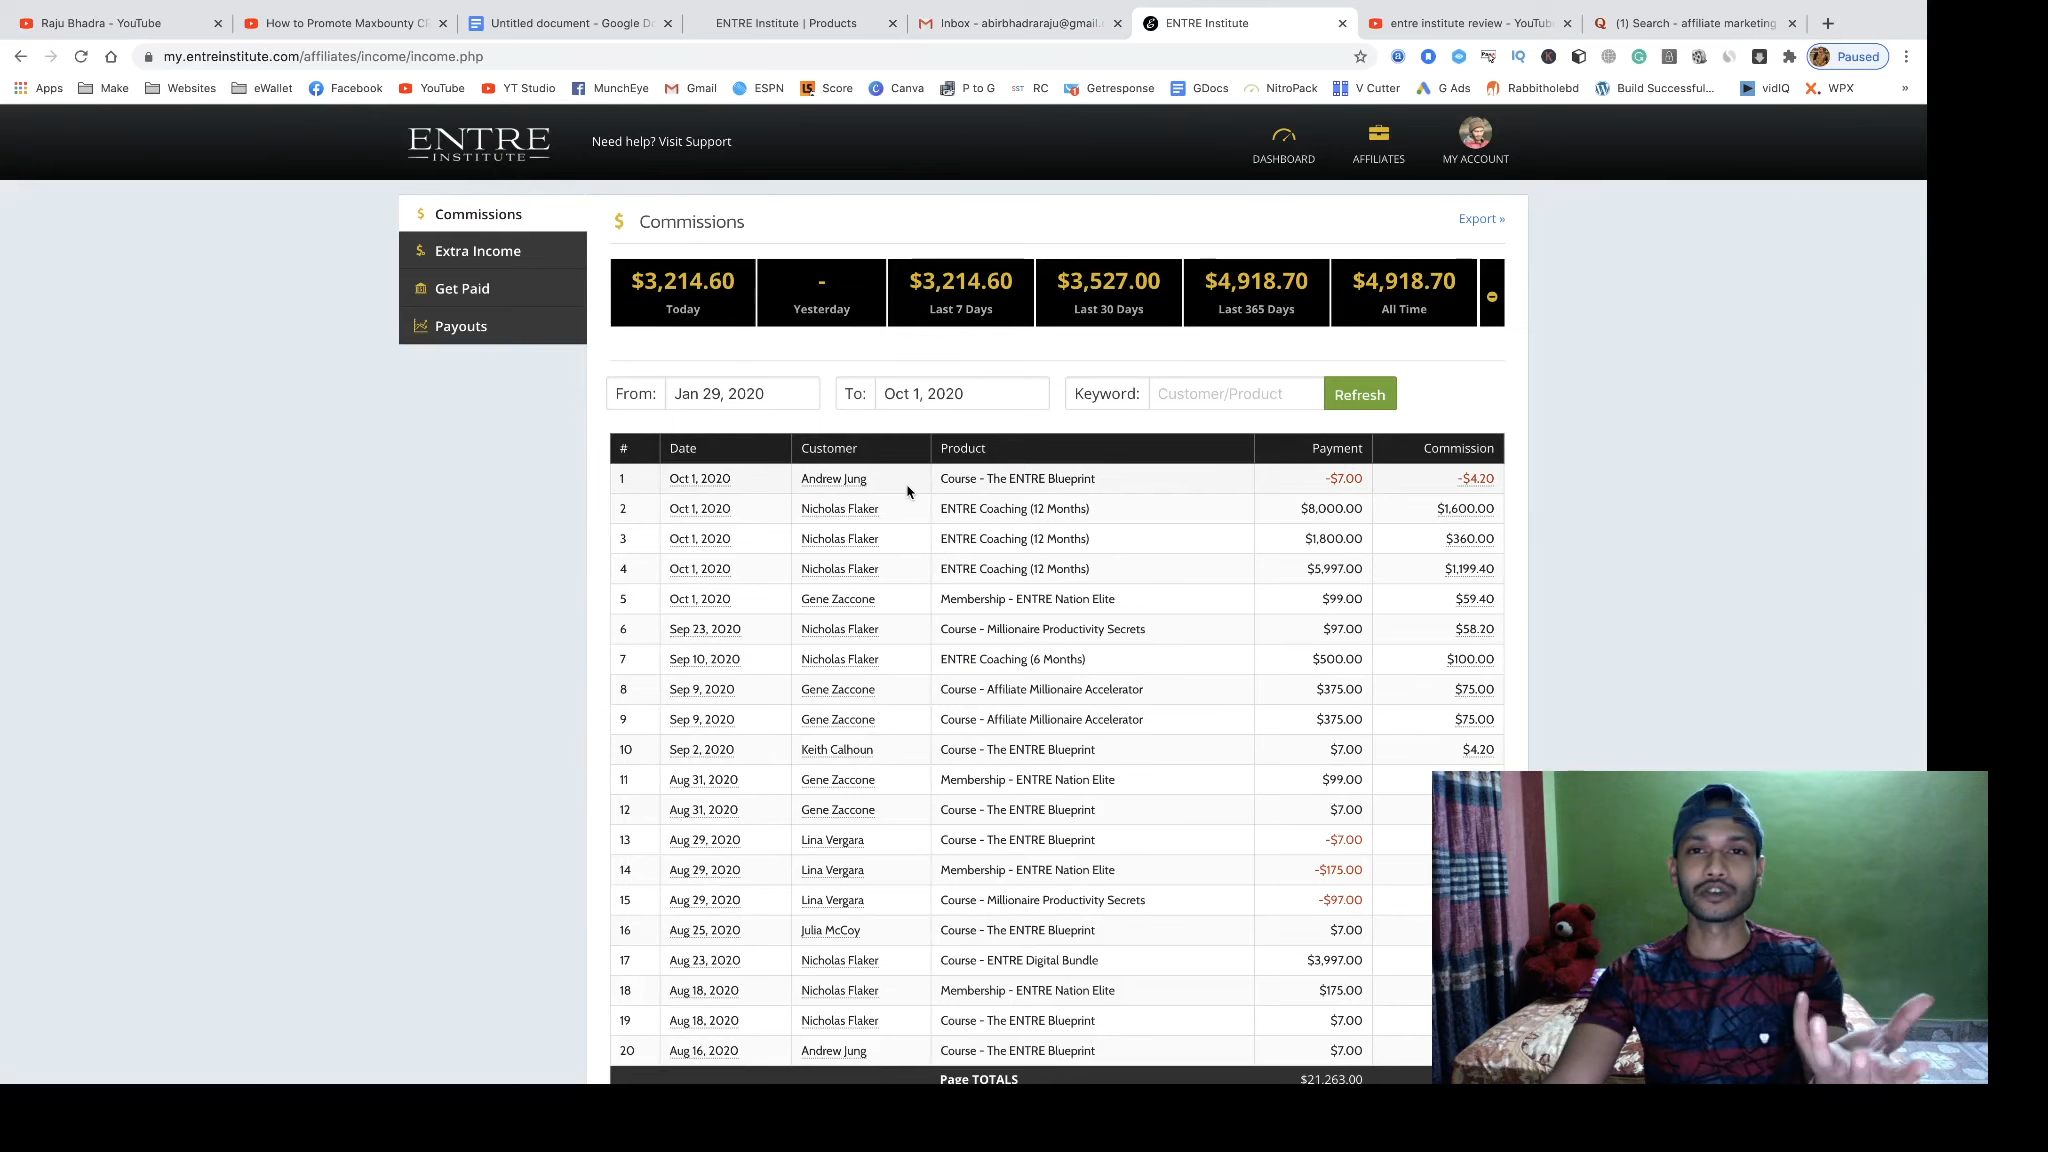 Raju Bhadra - YouTube
How to Promote Maxbounty C
Untitled document - Google D
ENTRE Institute | Products
Inbox - abirbhadraraju@gmail.
ENTRE Institute
entre institute review - YouTub
(1) Search - affiliate marketing
my.entreinstitute.com/affiliates/income/income.php
Paused
Apps Make Websites eWallet Facebook YouTube YT Studio MunchEye Gmail ESPN Score Canva P to G RC Getresponse GDocs NitroPack V Cutter G Ads Rabbitholebd Build Successful... vidIQ WPX »
ENTRE
INSTITUTE
Need help? Visit Support
DASHBOARD AFFILIATES MY ACCOUNT
Commissions
Extra Income
Get Paid
Payouts
$ Commissions
Export »
$3,214.60 - $3,214.60 $3,527.00 $4,918.70 $4,918.70
Today Yesterday Last 7 Days Last 30 Days Last 365 Days All Time
From: Jan 29, 2020 To: Oct 1, 2020 Keyword: Customer/Product Refresh
# Date Customer Product Payment Commission
1 Oct 1, 2020 Andrew Jung Course - The ENTRE Blueprint -$7.00 -$4.20
2 Oct 1, 2020 Nicholas Flaker ENTRE Coaching (12 Months) $8,000.00 $1,600.00
3 Oct 1, 2020 Nicholas Flaker ENTRE Coaching (12 Months) $1,800.00 $360.00
4 Oct 1, 2020 Nicholas Flaker ENTRE Coaching (12 Months) $5,997.00 $1,199.40
5 Oct 1, 2020 Gene Zaccone Membership - ENTRE Nation Elite $99.00 $59.40
6 Sep 23, 2020 Nicholas Flaker Course - Millionaire Productivity Secrets $97.00 $58.20
7 Sep 10, 2020 Nicholas Flaker ENTRE Coaching (6 Months) $500.00 $100.00
8 Sep 9, 2020 Gene Zaccone Course - Affiliate Millionaire Accelerator $375.00 $75.00
9 Sep 9, 2020 Gene Zaccone Course - Affiliate Millionaire Accelerator $375.00 $75.00
10 Sep 2, 2020 Keith Calhoun Course - The ENTRE Blueprint $7.00 $4.20
11 Aug 31, 2020 Gene Zaccone Membership - ENTRE Nation Elite $99.00
12 Aug 31, 2020 Gene Zaccone Course - The ENTRE Blueprint $7.00
13 Aug 29, 2020 Lina Vergara Course - The ENTRE Blueprint -$7.00
14 Aug 29, 2020 Lina Vergara Membership - ENTRE Nation Elite -$175.00
15 Aug 29, 2020 Lina Vergara Course - Millionaire Productivity Secrets -$97.00
16 Aug 25, 2020 Julia McCoy Course - The ENTRE Blueprint $7.00
17 Aug 23, 2020 Nicholas Flaker Course - ENTRE Digital Bundle $3,997.00
18 Aug 18, 2020 Nicholas Flaker Membership - ENTRE Nation Elite $175.00
19 Aug 18, 2020 Nicholas Flaker Course - The ENTRE Blueprint $7.00
20 Aug 16, 2020 Andrew Jung Course - The ENTRE Blueprint $7.00
Page TOTALS $21,263.00